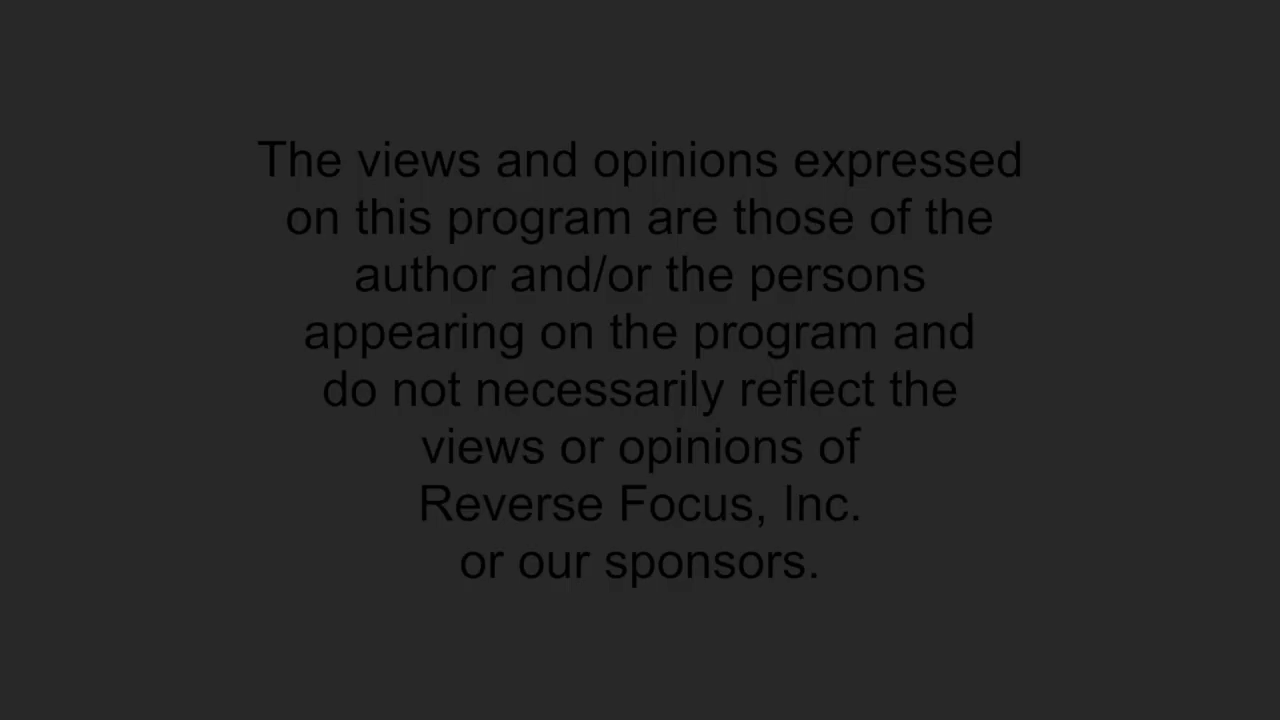 The views and opinions expressed
on this program are those of the
author and/or the persons
appearing on the program and
do not necessarily reflect the
views or opinions of
Reverse Focus, Inc.
or our sponsors.